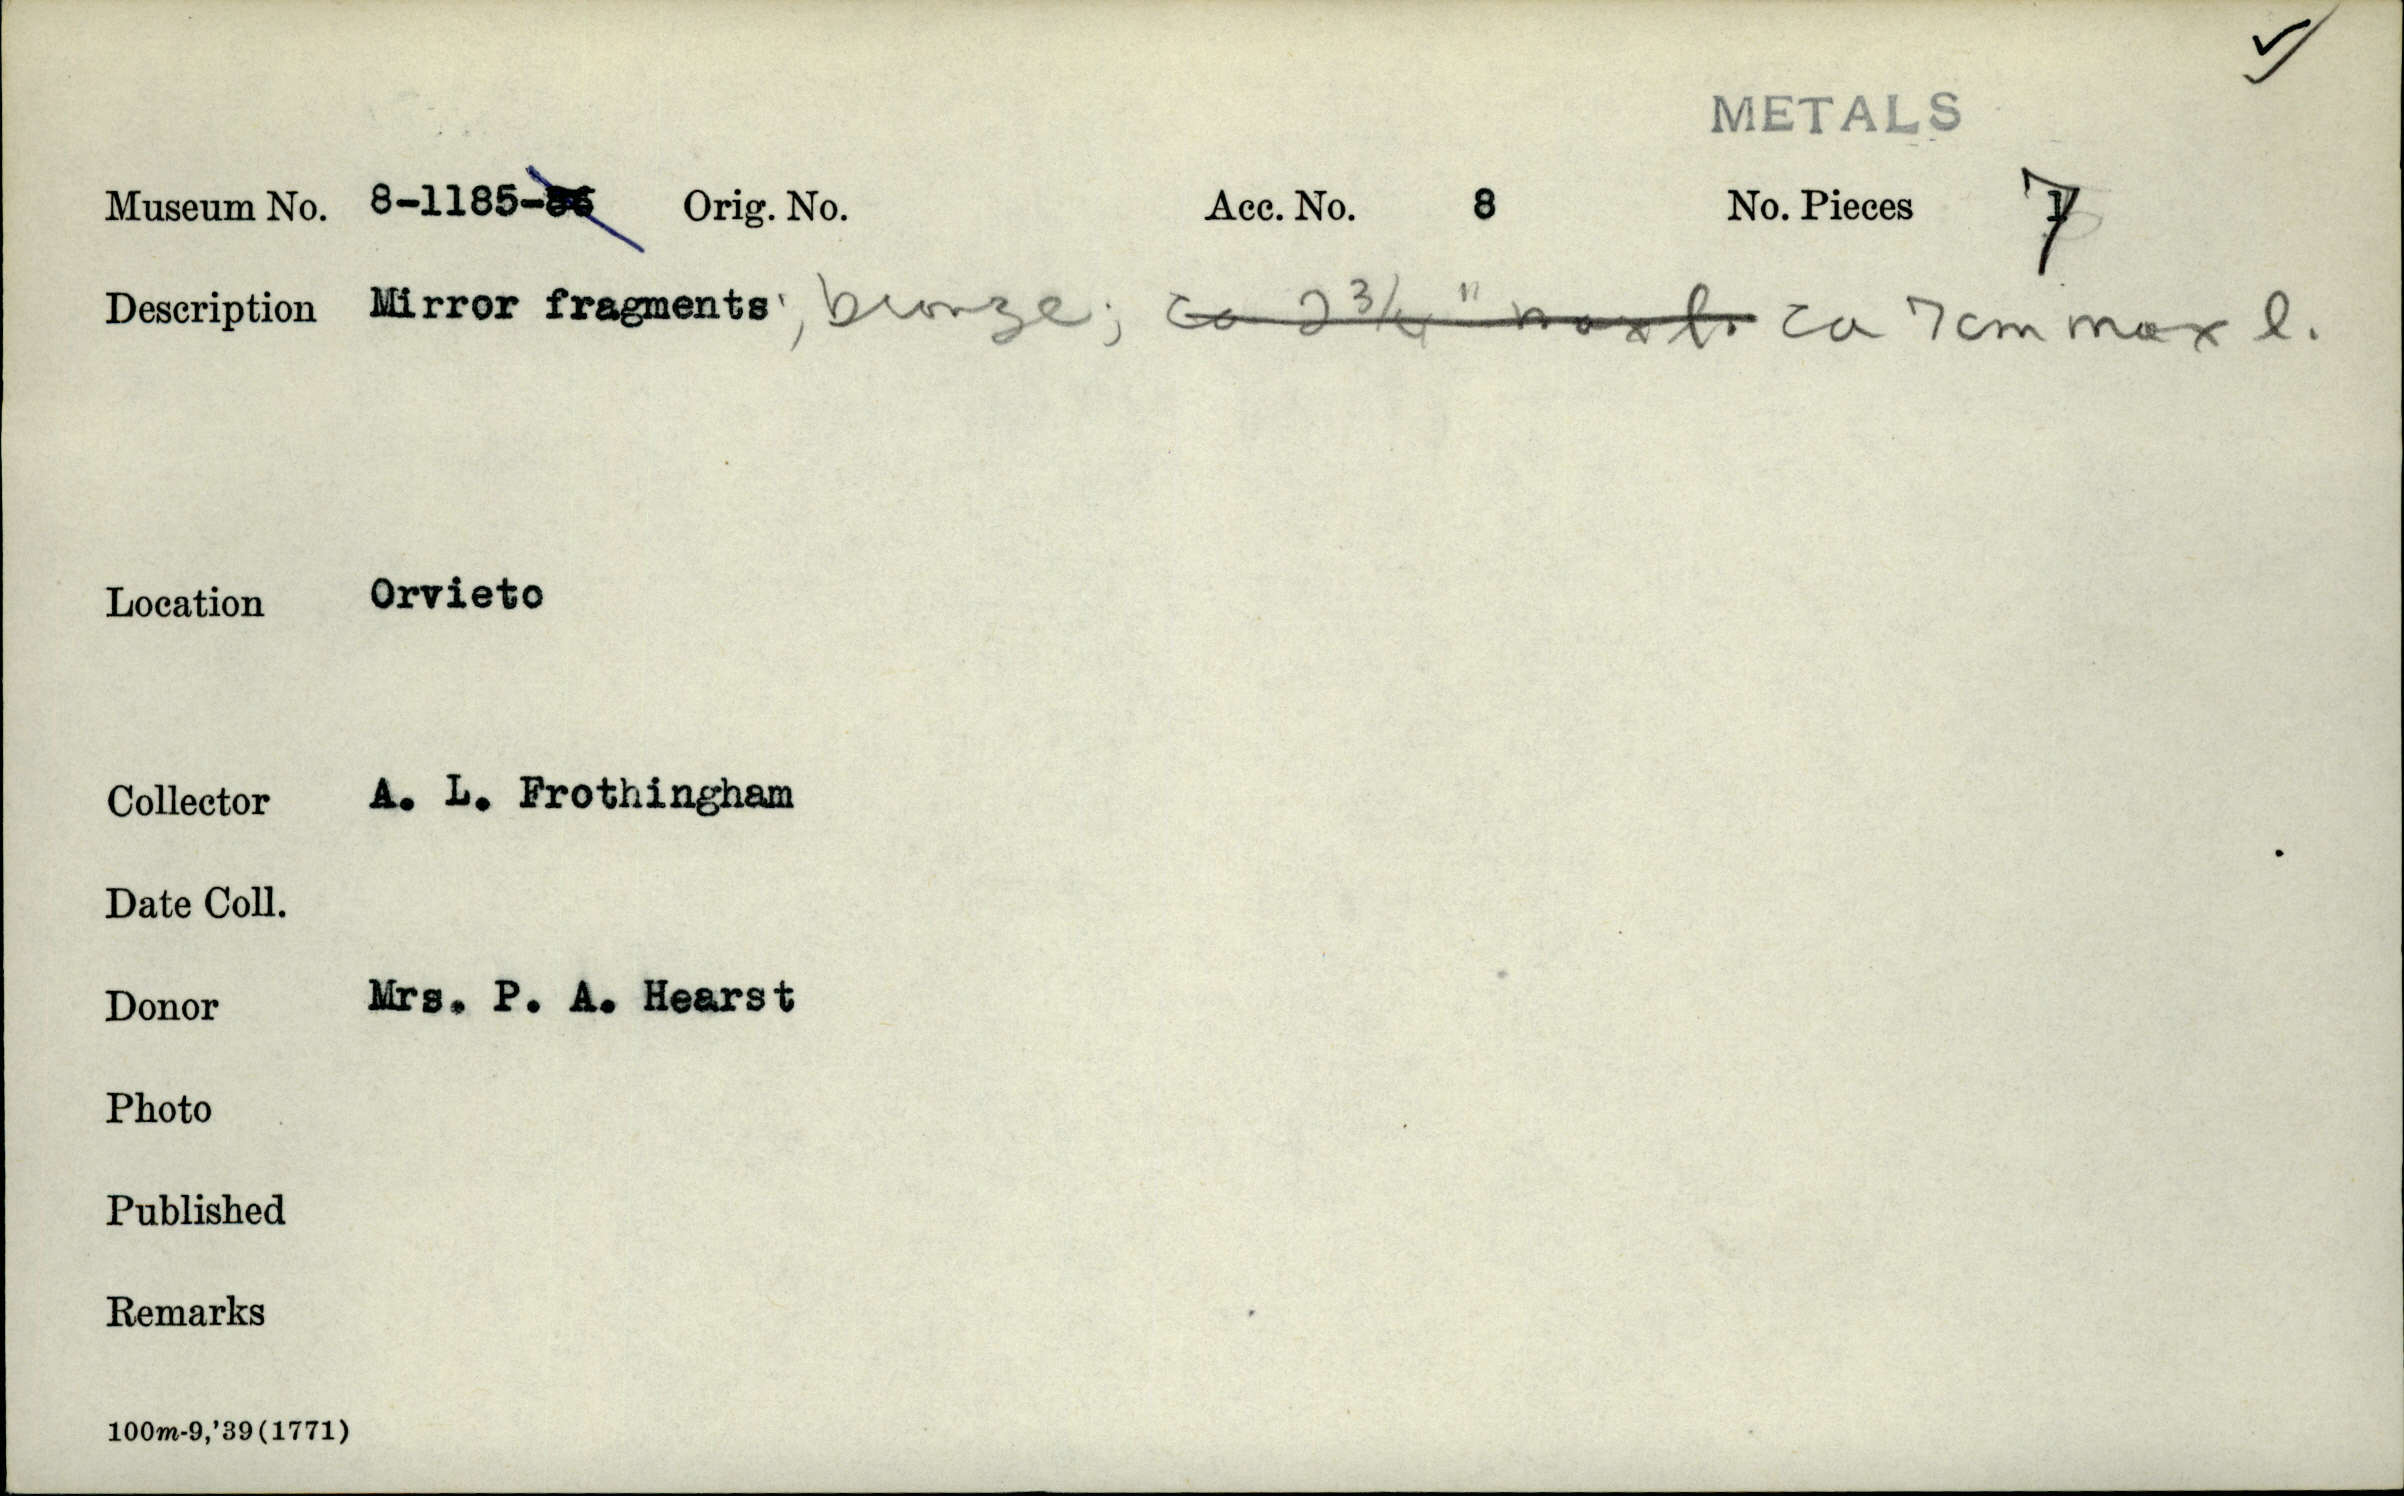 METALS
Museum No. 8-1185-86 Orig. No. Acc. No. 8 No. Pieces 7
Description Mirror fragments, bronze; ca 2 3/4" max l. ca 7cm max l.
Location Orvieto
Collector A. L. Frothingham
Date Coll.
Donor Mrs. P. A. Hearst
Photo
Published
Remarks
100m-9,'39(1771)